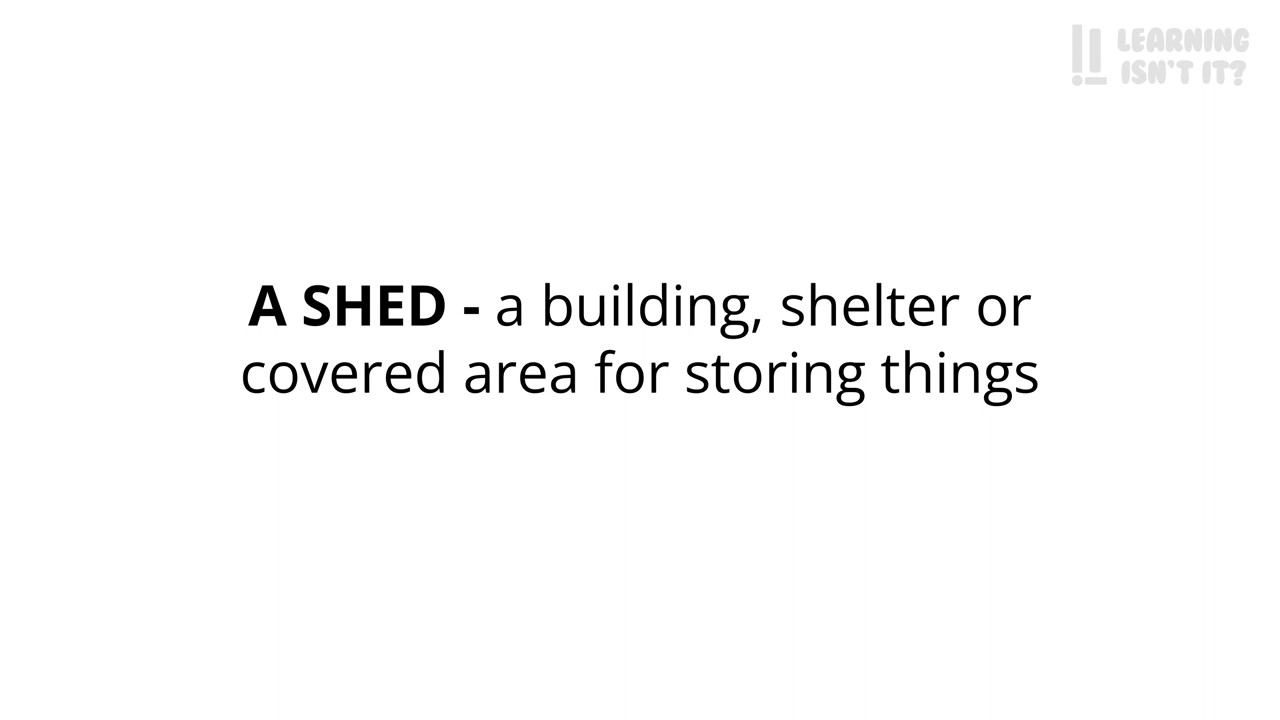 LEARNING
ISN'T IT?
A SHED - a building, shelter or
covered area for storing things